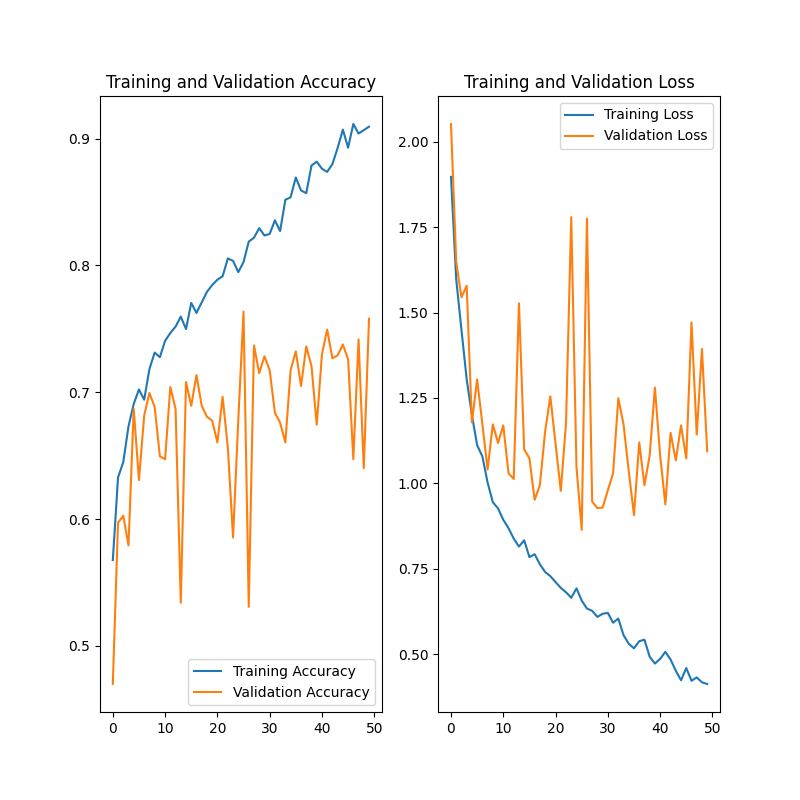 Training and Validation Accuracy
0.9
0.8
0.7
0.6
0.5
0 10 20 30 40 50
Training Accuracy
Validation Accuracy
Training and Validation Loss
Training Loss
Validation Loss
2.00
1.75
1.50
1.25
1.00
0.75
0.50
0 10 20 30 40 50